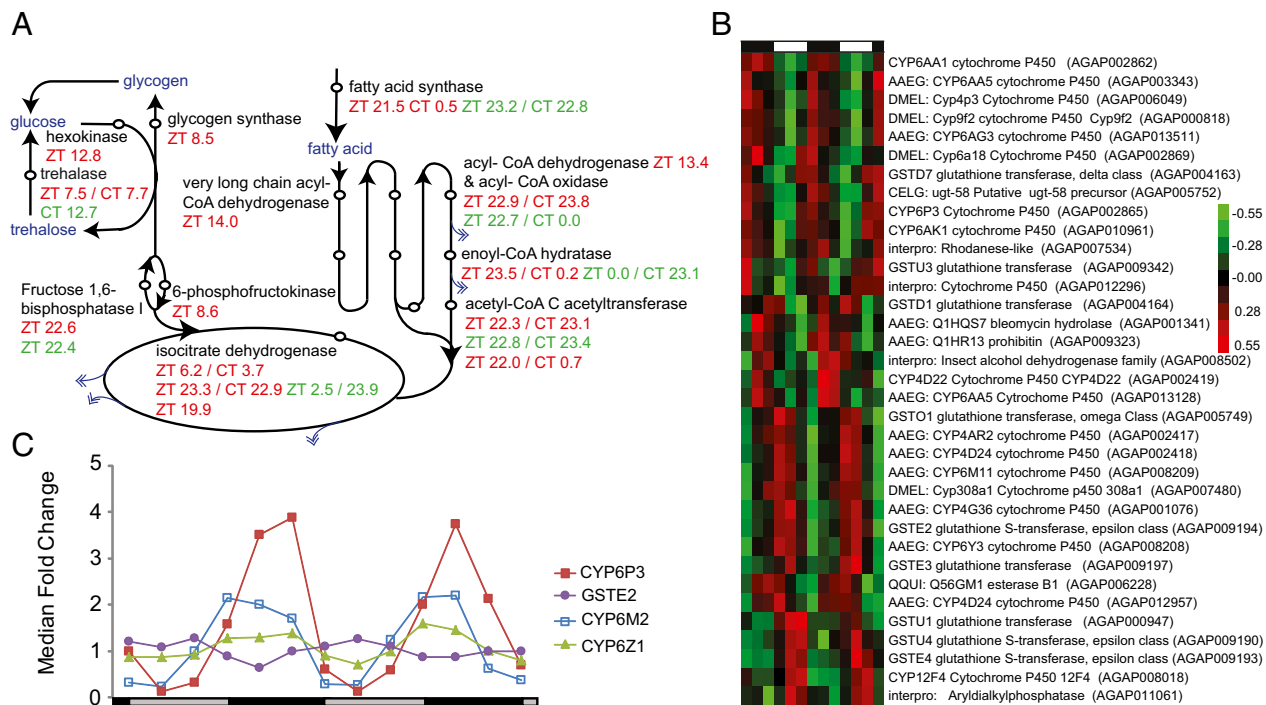 A
glycogen
glucose
hexokinase
ZT 12.8
trehalase
ZT 7.5 / CT 7.7
CT 12.7
trehalose
glycogen synthase
ZT 8.5
Fructose 1,6-
bisphosphatase I
ZT 22.6
ZT 22.4
6-phosphofructokinase
ZT 8.6
isocitrate dehydrogenase
ZT 6.2 / CT 3.7
ZT 23.3 / CT 22.9 ZT 2.5 / 23.9
ZT 19.9
fatty acid synthase
ZT 21.5 CT 0.5 ZT 23.2 / CT 22.8
fatty acid
very long chain acyl-
CoA dehydrogenase
ZT 14.0
acyl- CoA dehydrogenase ZT 13.4
& acyl- CoA oxidase
ZT 22.9 / CT 23.8
ZT 22.7 / CT 0.0
enoyl-CoA hydratase
ZT 23.5 / CT 0.2 ZT 0.0 / CT 23.1
acetyl-CoA C acetyltransferase
ZT 22.3 / CT 23.1
ZT 22.8 / CT 23.4
ZT 22.0 / CT 0.7
B
CYP6AA1 cytochrome P450 (AGAP002862)
AAEG: CYP6AA5 cytochrome P450 (AGAP003343)
DMEL: Cyp4p3 Cytochrome P450 (AGAP006049)
DMEL: Cyp9f2 cytochrome P450 Cyp9f2 (AGAP000818)
AAEG: CYP6AG3 cytochrome P450 (AGAP013511)
DMEL: Cyp6a18 Cytochrome P450 (AGAP002869)
GSTD7 glutathione transferase, delta class (AGAP004163)
CELG: ugt-58 Putative ugt-58 precursor (AGAP005752)
CYP6P3 Cytochrome P450 (AGAP002865)
CYP6AK1 cytochrome P450 (AGAP010961)
interpro: Rhodanese-like (AGAP007534)
GSTU3 glutathione transferase (AGAP009342)
interpro: Cytochrome P450 (AGAP012296)
GSTD1 glutathione transferase (AGAP004164)
AAEG: Q1HQS7 bleomycin hydrolase (AGAP001341)
AAEG: Q1HR13 prohibitin (AGAP009323)
interpro: Insect alcohol dehydrogenase family (AGAP008502)
CYP4D22 Cytochrome P450 CYP4D22 (AGAP002419)
AAEG: CYP6AA5 Cytrochome P450 (AGAP013128)
GSTO1 glutathione transferase, omega Class (AGAP005749)
AAEG: CYP4AR2 cytochrome P450 (AGAP002417)
AAEG: CYP4D24 cytochrome P450 (AGAP002418)
AAEG: CYP6M11 cytochrome P450 (AGAP008209)
DMEL: Cyp308a1 Cytochrome p450 308a1 (AGAP007480)
AAEG: CYP4G36 cytochrome P450 (AGAP001076)
GSTE2 glutathione S-transferase, epsilon class (AGAP009194)
AAEG: CYP6Y3 cytochrome P450 (AGAP008208)
GSTE3 glutathione transferase (AGAP009197)
QQUI: Q56GM1 esterase B1 (AGAP006228)
AAEG: CYP4D24 cytochrome P450 (AGAP012957)
GSTU1 glutathione transferase (AGAP000947)
GSTU4 glutathione S-transferase, epsilon class (AGAP009190)
GSTE4 glutathione S-transferase, epsilon class (AGAP009193)
CYP12F4 Cytochrome P450 12F4 (AGAP008018)
interpro: Aryldialkylphosphatase (AGAP011061)
-0.55
-0.28
-0.00
0.28
0.55
C
Median Fold Change
5
4
3
2
1
0
CYP6P3
GSTE2
CYP6M2
CYP6Z1